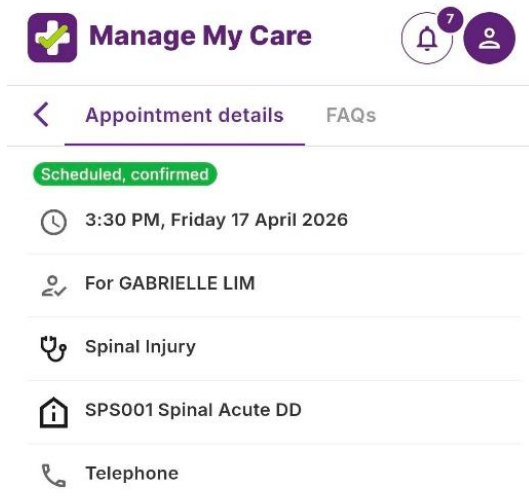 Manage My Care
7
Appointment details
FAQs
Scheduled, confirmed
3:30 PM, Friday 17 April 2026
For GABRIELLE LIM
Spinal Injury
SPS001 Spinal Acute DD
Telephone